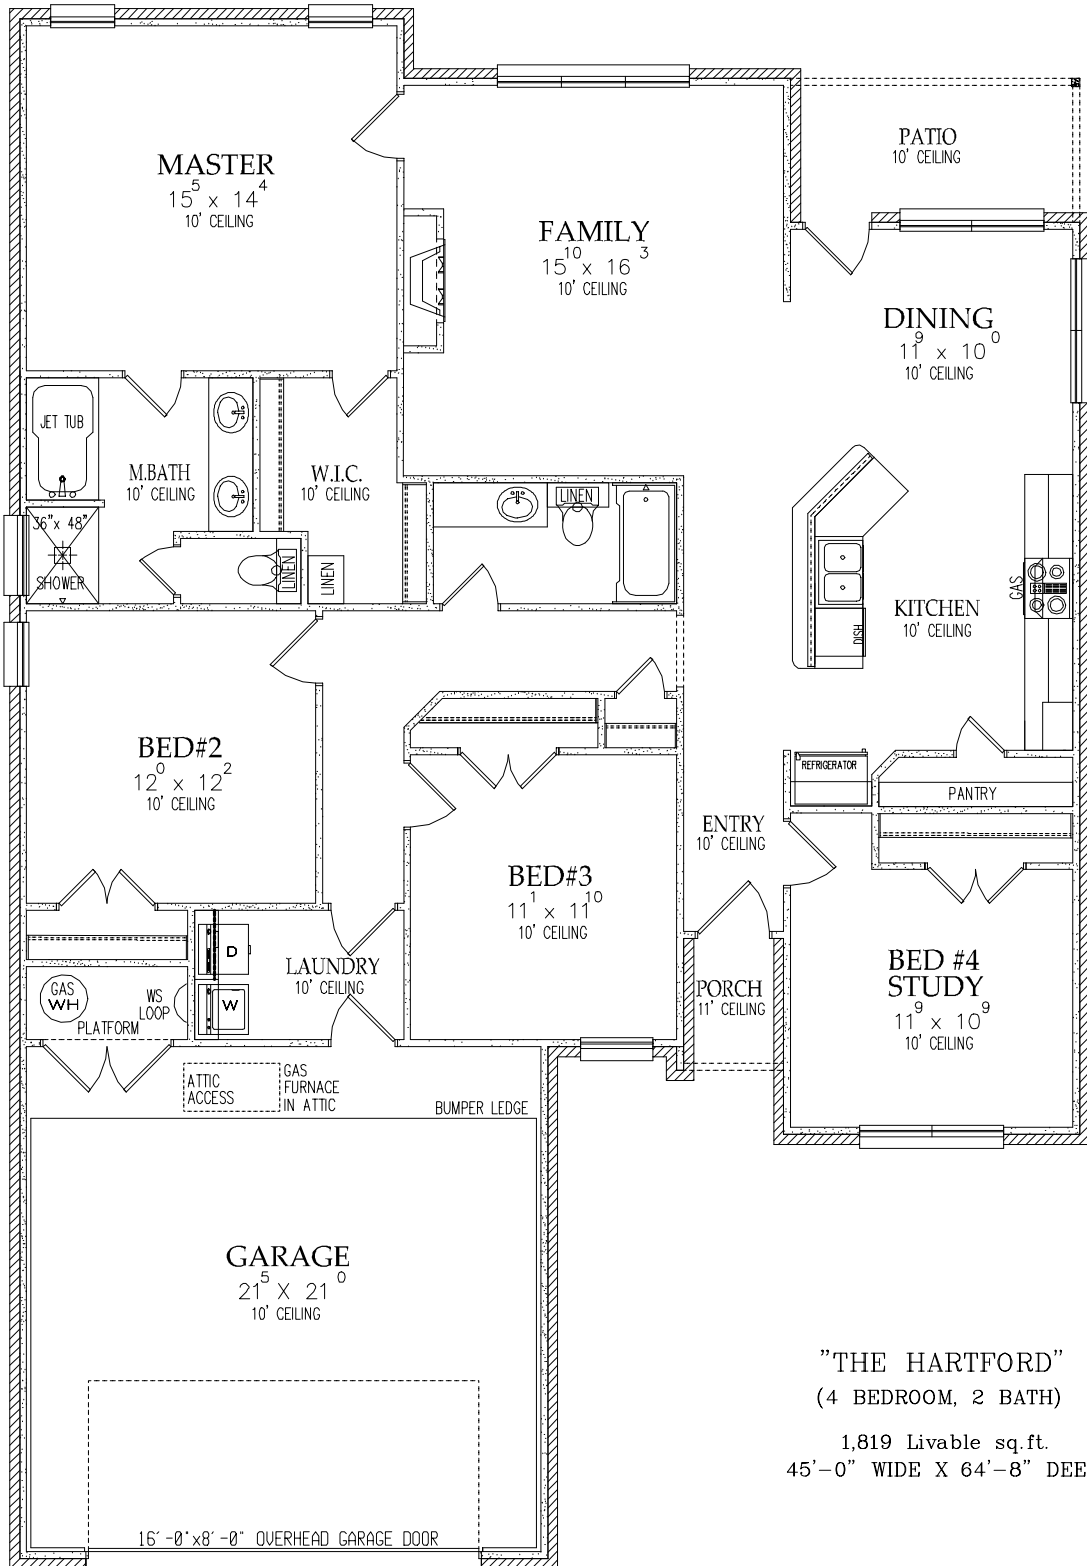 PATIO
10' CEILING
MASTER
15⁵ x 14⁴
10' CEILING
FAMILY
15¹⁰ x 16³
10' CEILING
DINING
11⁹ x 10⁰
10' CEILING
JET TUB
M.BATH
10' CEILING
W.I.C.
10' CEILING
LINEN
36"x 48"
SHOWER
LINEN
LINEN
GAS
KITCHEN
10' CEILING
DISH
BED#2
12⁰ x 12²
10' CEILING
REFRIGERATOR
PANTRY
ENTRY
10' CEILING
BED#3
11¹ x 11¹⁰
10' CEILING
D
LAUNDRY
10' CEILING
W
BED #4
STUDY
11⁹ x 10⁹
10' CEILING
PORCH
11' CEILING
GAS
WH
WS
LOOP
PLATFORM
ATTIC
ACCESS
GAS
FURNACE
IN ATTIC
BUMPER LEDGE
GARAGE
21⁵ X 21⁰
10' CEILING
16'-0"x8'-0" OVERHEAD GARAGE DOOR
"THE HARTFORD"
(4 BEDROOM, 2 BATH)
1,819 Livable sq.ft.
45'-0" WIDE X 64'-8" DEE